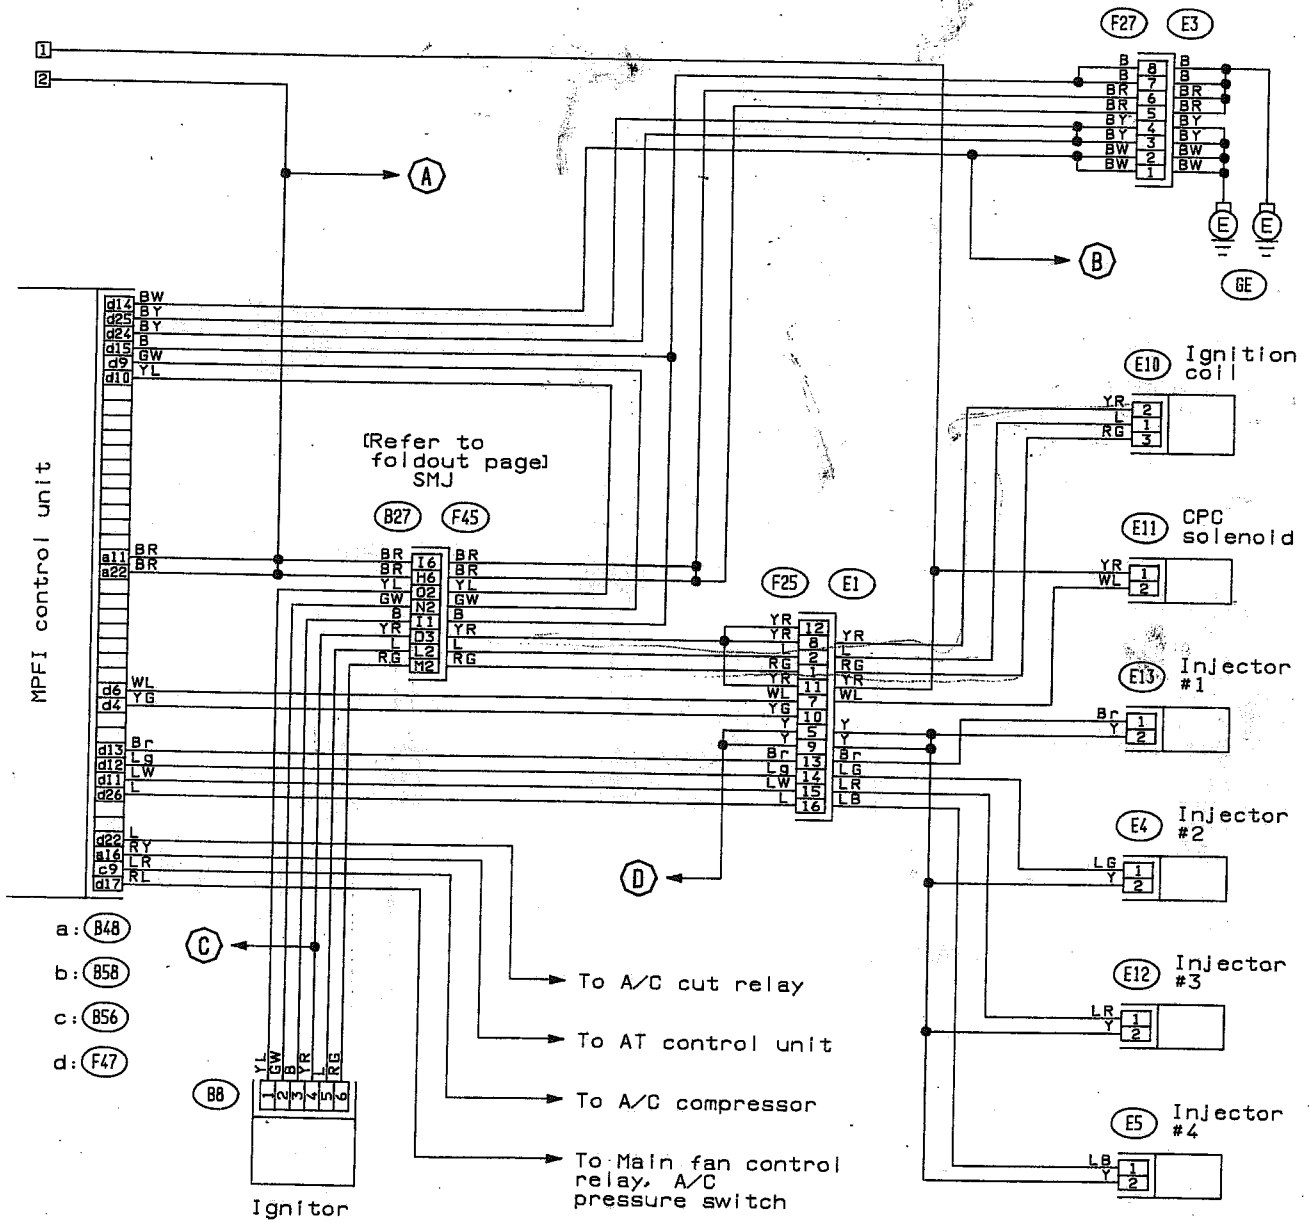 1
2
F27 E3
B 8 B
B 7 B
BR 6 BR
BR 5 BR
BY 4 BY
BY 3 BY
BW 2 BW
BW 1 BW
A
B
E E
GE
d14 BW
d25 BY
d24 BY
d15 B
d9 GW
d10 YL
MPFI control unit
[Refer to
foldout page]
SMJ
B27 F45
a11 BR
a22 BR
BR I6 BR
BR H6 BR
YL O2 YL
GW N2 GW
B I1 B
YR D3 YR
L L2 L
RG M2 RG
E10 Ignition
coil
YR 2
L 1
RG 3
E11 CPC
solenoid
YR 1
WL 2
F25 E1
YR 12
YR 8 YR
L 2 L
RG 1 RG
YR 11 YR
WL 7 WL
YG 10
Y 5 Y
Y 9 Y
Br 13 Br
Lg 14 LG
LW 15 LR
L 16 LB
d6 WL
d4 YG
d13 Br
d12 Lg
d11 LW
d26 L
d22 L
a16 RY
c9 LR
d17 RL
E13 Injector
#1
Br 1
Y 2
E4 Injector
#2
LG 1
Y 2
E12 Injector
#3
LR 1
Y 2
E5 Injector
#4
LB 1
Y 2
D
C
a: B48
b: B58
c: B56
d: F47
To A/C cut relay
To AT control unit
To A/C compressor
To Main fan control
relay, A/C
pressure switch
YL GW B YR L RG
B8
1 2 3 4 5 6
Ignitor